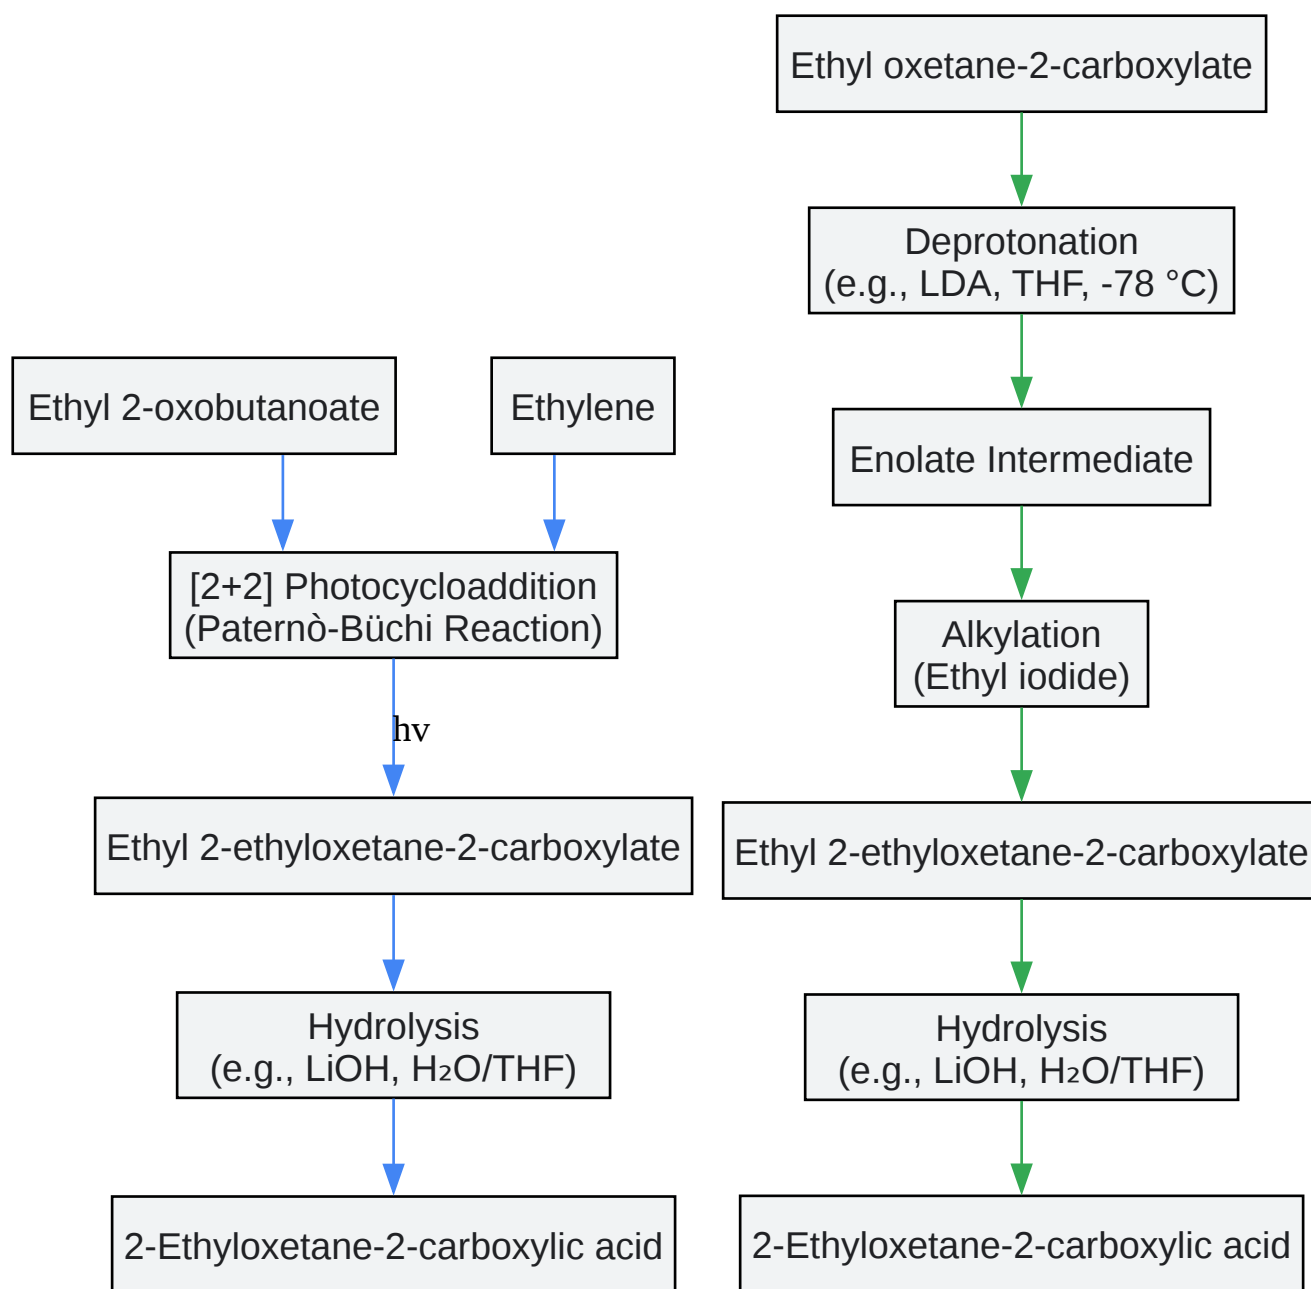 Ethyl oxetane-2-carboxylate
Deprotonation
(e.g., LDA, THF, -78 °C)
Ethyl 2-oxobutanoate
Ethylene
Enolate Intermediate
[2+2] Photocycloaddition
(Paternò-Büchi Reaction)
Alkylation
(Ethyl iodide)
hv
Ethyl 2-ethyloxetane-2-carboxylate
Ethyl 2-ethyloxetane-2-carboxylate
Hydrolysis
(e.g., LiOH, H₂O/THF)
Hydrolysis
(e.g., LiOH, H₂O/THF)
2-Ethyloxetane-2-carboxylic acid
2-Ethyloxetane-2-carboxylic acid